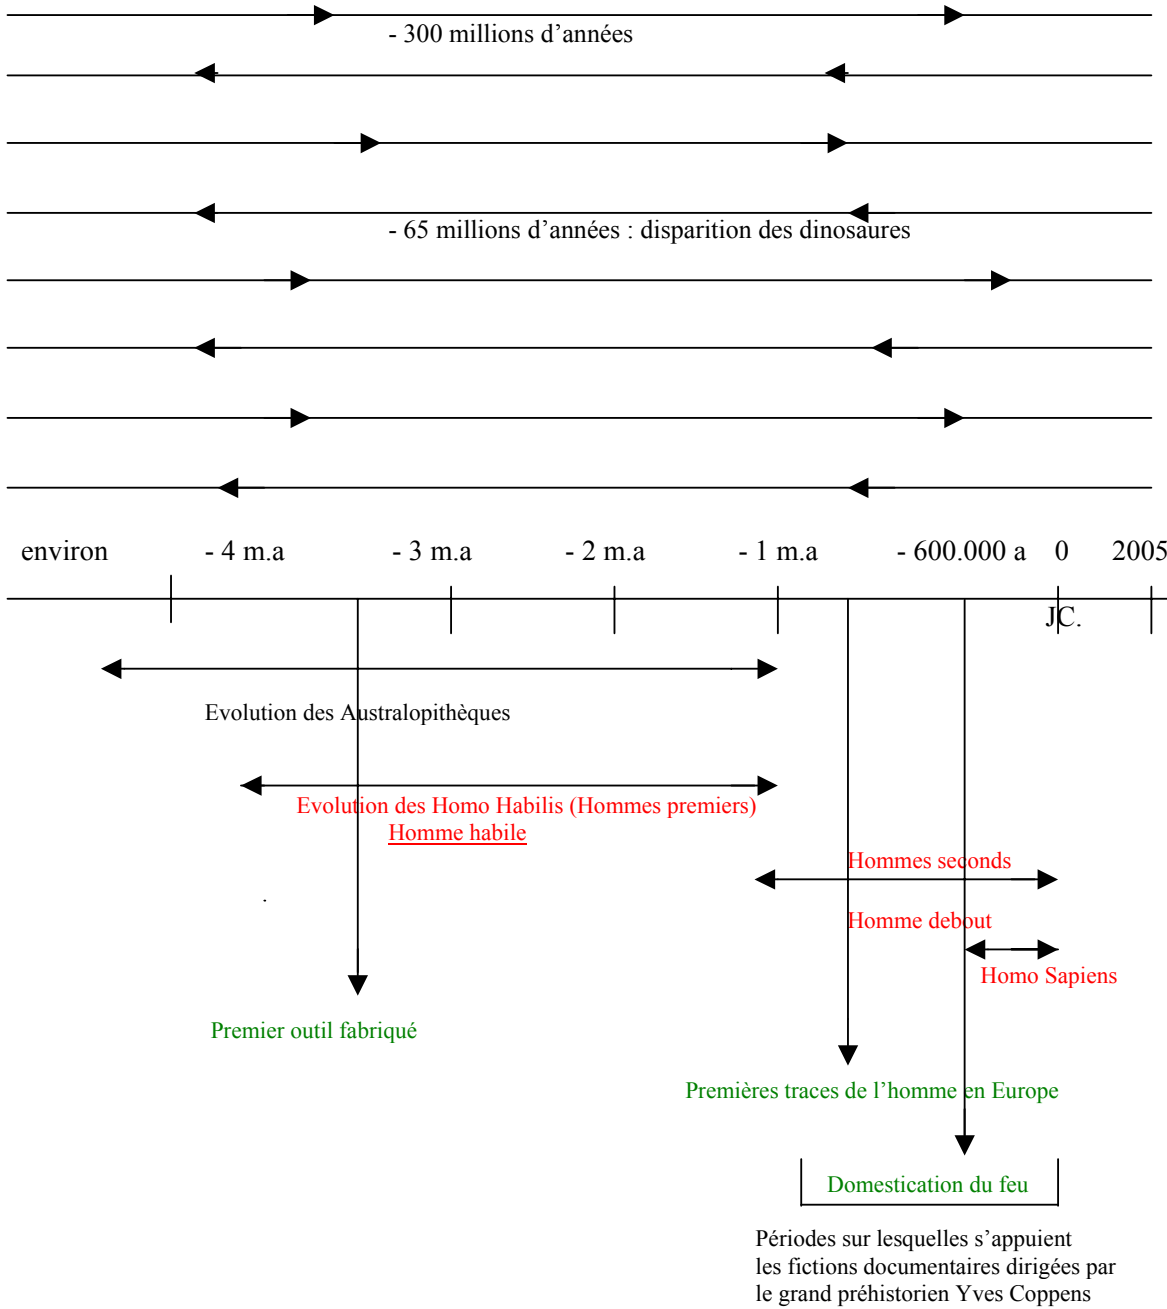 - 300 millions d’années
- 65 millions d’années : disparition des dinosaures
environ - 4 m.a - 3 m.a - 2 m.a - 1 m.a - 600.000 a 0 2005
JC.
Evolution des Australopithèques
Evolution des Homo Habilis (Hommes premiers)
Homme habile
Hommes seconds
Homme debout
Homo Sapiens
Premier outil fabriqué
Premières traces de l’homme en Europe
Domestication du feu
Périodes sur lesquelles s’appuient
les fictions documentaires dirigées par
le grand préhistorien Yves Coppens